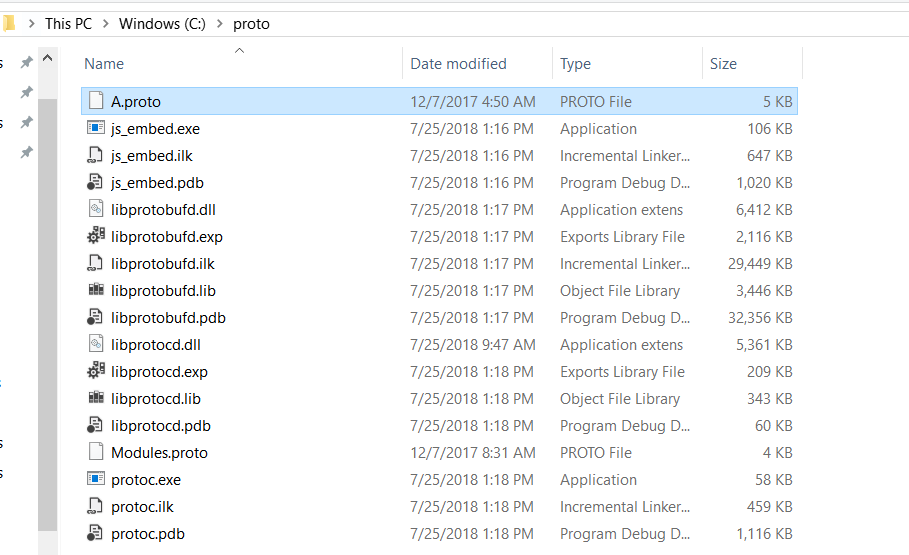 This PC > Windows (C:) > proto
Name Date modified Type Size
A.proto 12/7/2017 4:50 AM PROTO File 5 KB
js_embed.exe 7/25/2018 1:16 PM Application 106 KB
js_embed.ilk 7/25/2018 1:16 PM Incremental Linker... 647 KB
js_embed.pdb 7/25/2018 1:16 PM Program Debug D... 1,020 KB
libprotobufd.dll 7/25/2018 1:17 PM Application extens 6,412 KB
libprotobufd.exp 7/25/2018 1:17 PM Exports Library File 2,116 KB
libprotobufd.ilk 7/25/2018 1:17 PM Incremental Linker... 29,449 KB
libprotobufd.lib 7/25/2018 1:17 PM Object File Library 3,446 KB
libprotobufd.pdb 7/25/2018 1:17 PM Program Debug D... 32,356 KB
libprotocd.dll 7/25/2018 9:47 AM Application extens 5,361 KB
libprotocd.exp 7/25/2018 1:18 PM Exports Library File 209 KB
libprotocd.lib 7/25/2018 1:18 PM Object File Library 343 KB
libprotocd.pdb 7/25/2018 1:18 PM Program Debug D... 60 KB
Modules.proto 12/7/2017 8:31 AM PROTO File 4 KB
protoc.exe 7/25/2018 1:18 PM Application 58 KB
protoc.ilk 7/25/2018 1:18 PM Incremental Linker... 459 KB
protoc.pdb 7/25/2018 1:18 PM Program Debug D... 1,116 KB